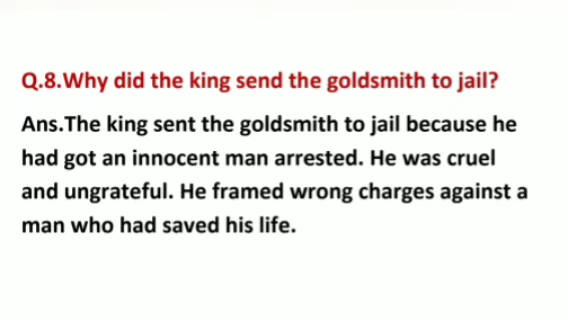 Q.8.Why did the king send the goldsmith to jail?
Ans.The king sent the goldsmith to jail because he
had got an innocent man arrested. He was cruel
and ungrateful. He framed wrong charges against a
man who had saved his life.